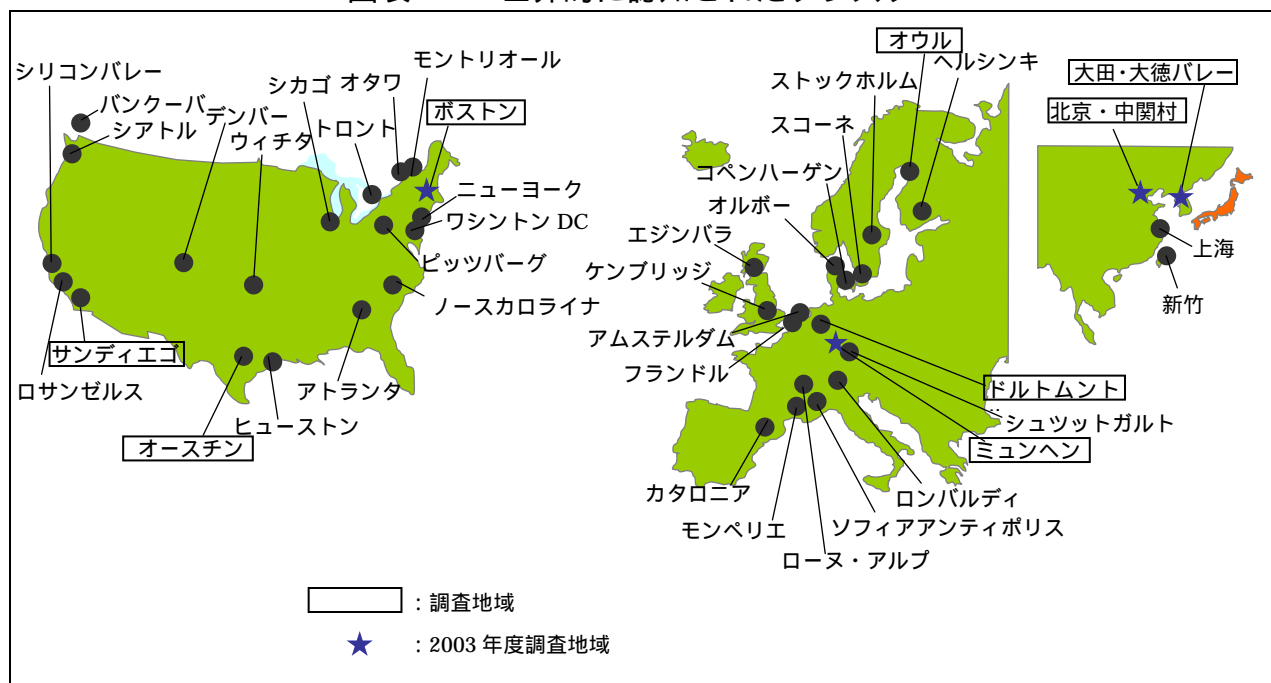 シリコンバレー
バンクーバ
シアトル
デンバー
ウィチタ
シカゴ
オタワ
モントリオール
トロント
ボストン
ニューヨーク
ワシントン DC
ピッツバーグ
ノースカロライナ
サンディエゴ
ロサンゼルス
オースチン
ヒューストン
アトランタ
オウル
ヘルシンキ
ストックホルム
スコーネ
コペンハーゲン
オルボー
エジンバラ
ケンブリッジ
アムステルダム
フランドル
ドルトムント
シュツットガルト
ミュンヘン
カタロニア
モンペリエ
ローヌ・アルプ
ソフィアアンティポリス
ロンバルディ
大田・大徳バレー
北京・中関村
上海
新竹
：調査地域
：2003 年度調査地域